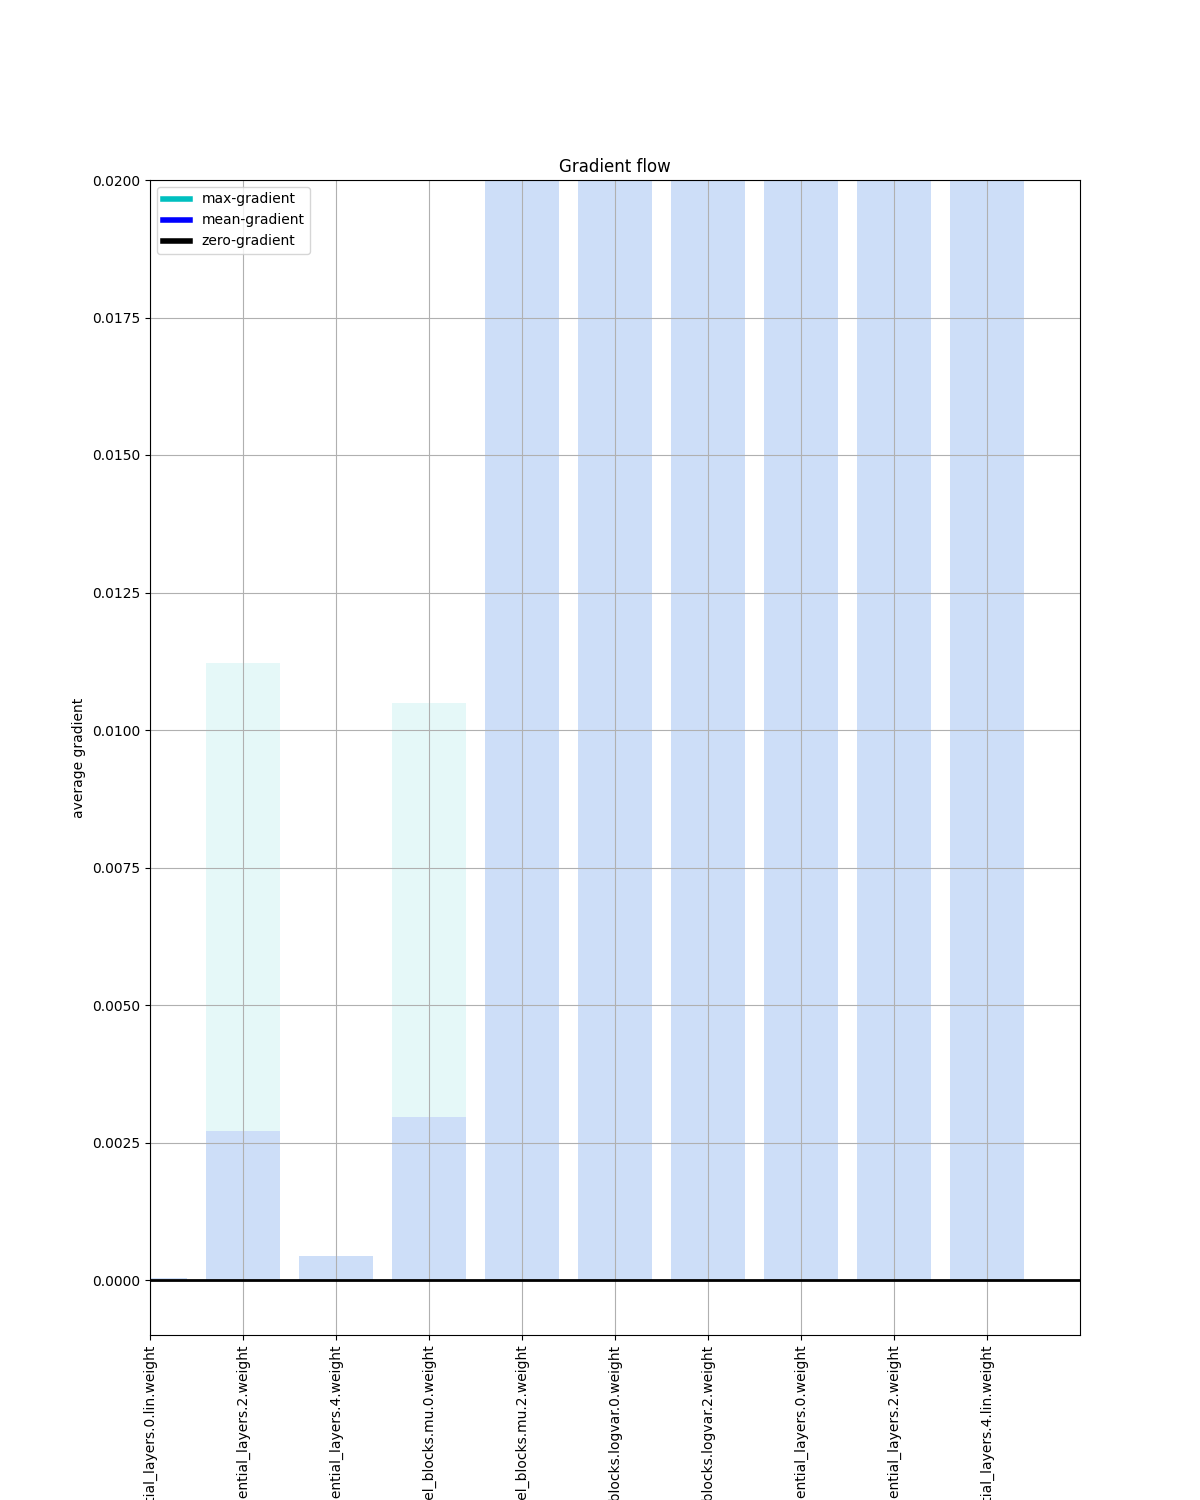 Gradient flow
max-gradient
mean-gradient
zero-gradient
0.0200
0.0175
0.0150
0.0125
0.0100
0.0075
0.0050
0.0025
0.0000
average gradient
tial_layers.0.lin.weight
ential_layers.2.weight
ential_layers.4.weight
el_blocks.mu.0.weight
el_blocks.mu.2.weight
blocks.logvar.0.weight
blocks.logvar.2.weight
ential_layers.0.weight
ential_layers.2.weight
tial_layers.4.lin.weight